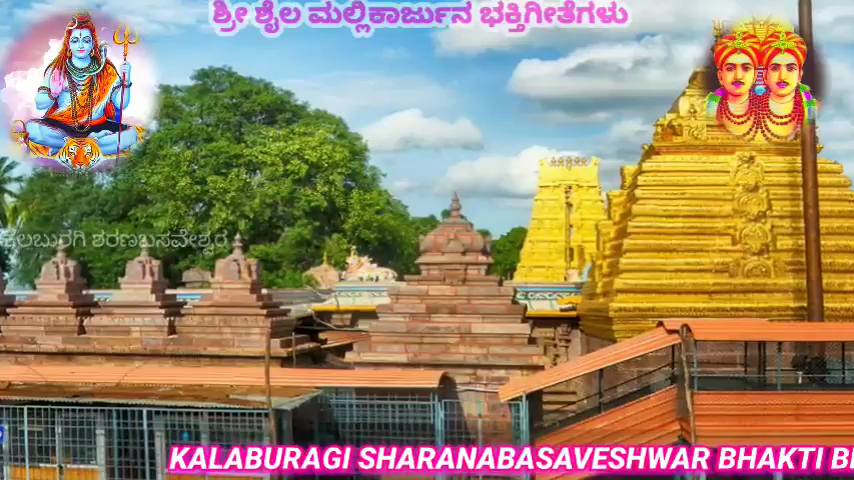 ಶ್ರೀ ಶೈಲ ಮಲ್ಲಿಕಾರ್ಜುನ ಭಕ್ತಿಗೀತೆಗಳು
ಕಲಬುರಗಿ ಶರಣಬಸವೇಶ್ವರ
KALABURAGI SHARANABASAVESHWAR BHAKTI